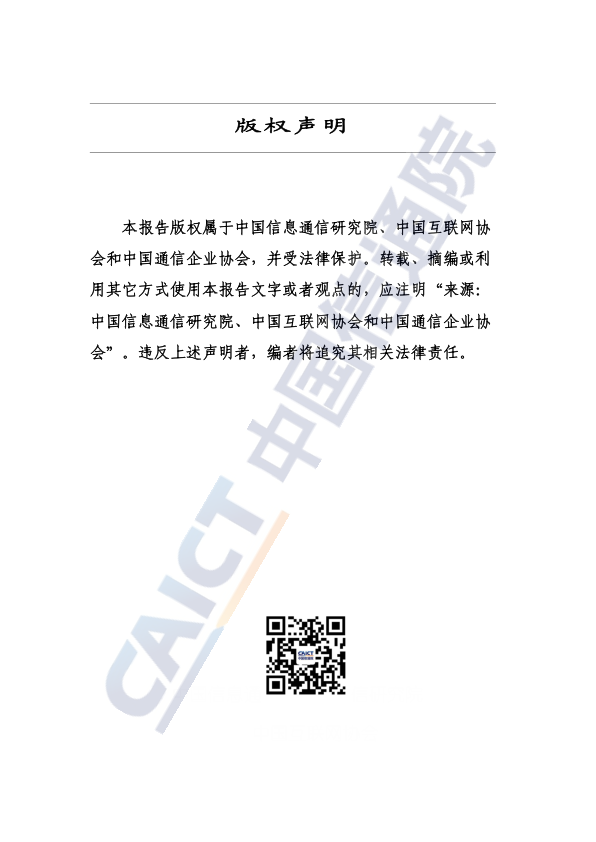 版权声明
本报告版权属于中国信息通信研究院、中国互联网协
会和中国通信企业协会，并受法律保护。转载、摘编或利
用其它方式使用本报告文字或者观点的，应注明“来源：
中国信息通信研究院、中国互联网协会和中国通信企业协
会”。违反上述声明者，编者将追究其相关法律责任。
CAICT 中国信通院
CAICT
中国信通院